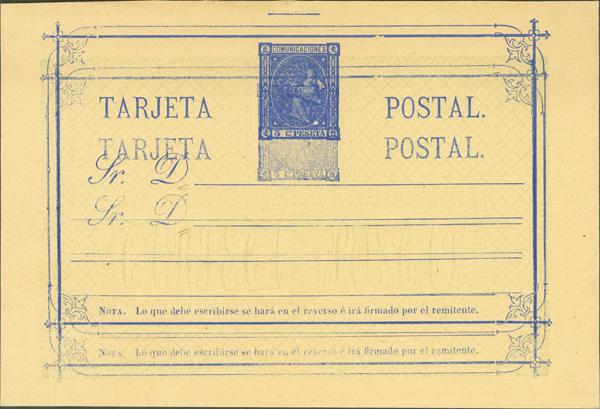 COMUNICACIONES
TARJETA POSTAL.
5 C. PESETA
TARJETA POSTAL.
5 C. PESETA
Sr. D
Sr. D
NOTA. Lo que debe escribirse se hará en el reverso é irá firmado por el remitente.
NOTA. Lo que debe escribirse se hará en el reverso é irá firmado por el remitente.